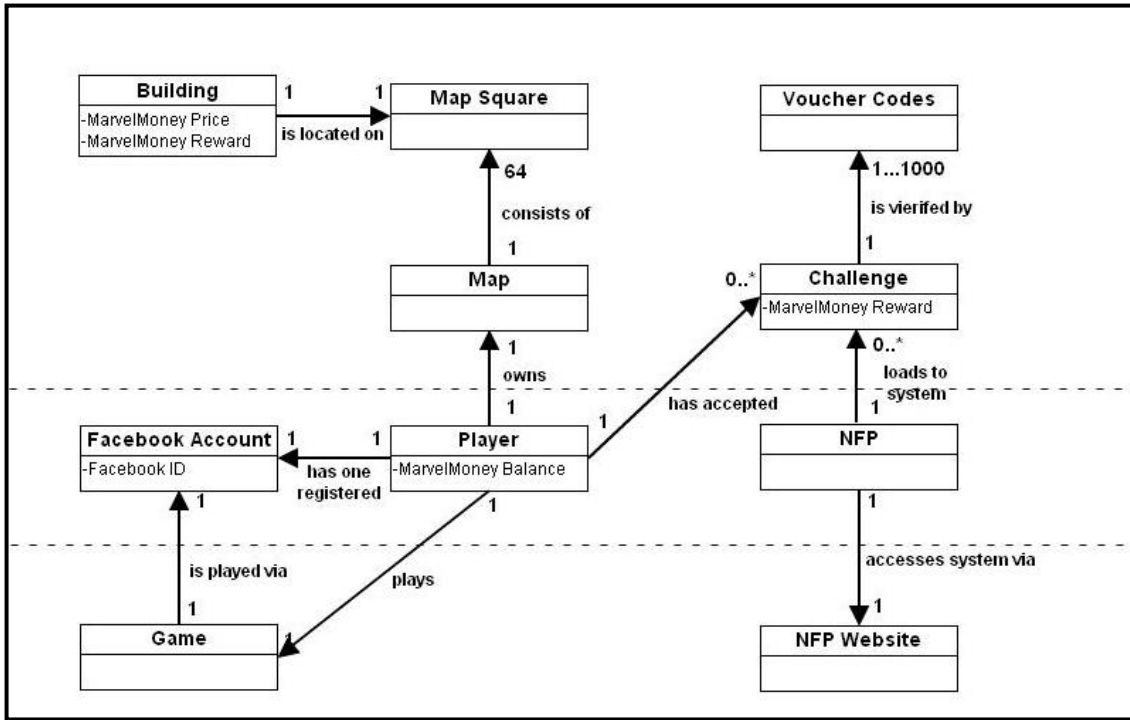 Building
-MarvelMoney Price
-MarvelMoney Reward
1
1
is located on
Map Square
Voucher Codes
64
1...1000
consists of
is vierifed by
1
1
Map
0..*
Challenge
-MarvelMoney Reward
1
0..*
owns
loads to
system
1
has accepted
1
1
Facebook Account
-Facebook ID
1
1
has one
registered
Player
-MarvelMoney Balance
NFP
1
1
1
is played via
plays
accesses system via
1
1
1
Game
NFP Website